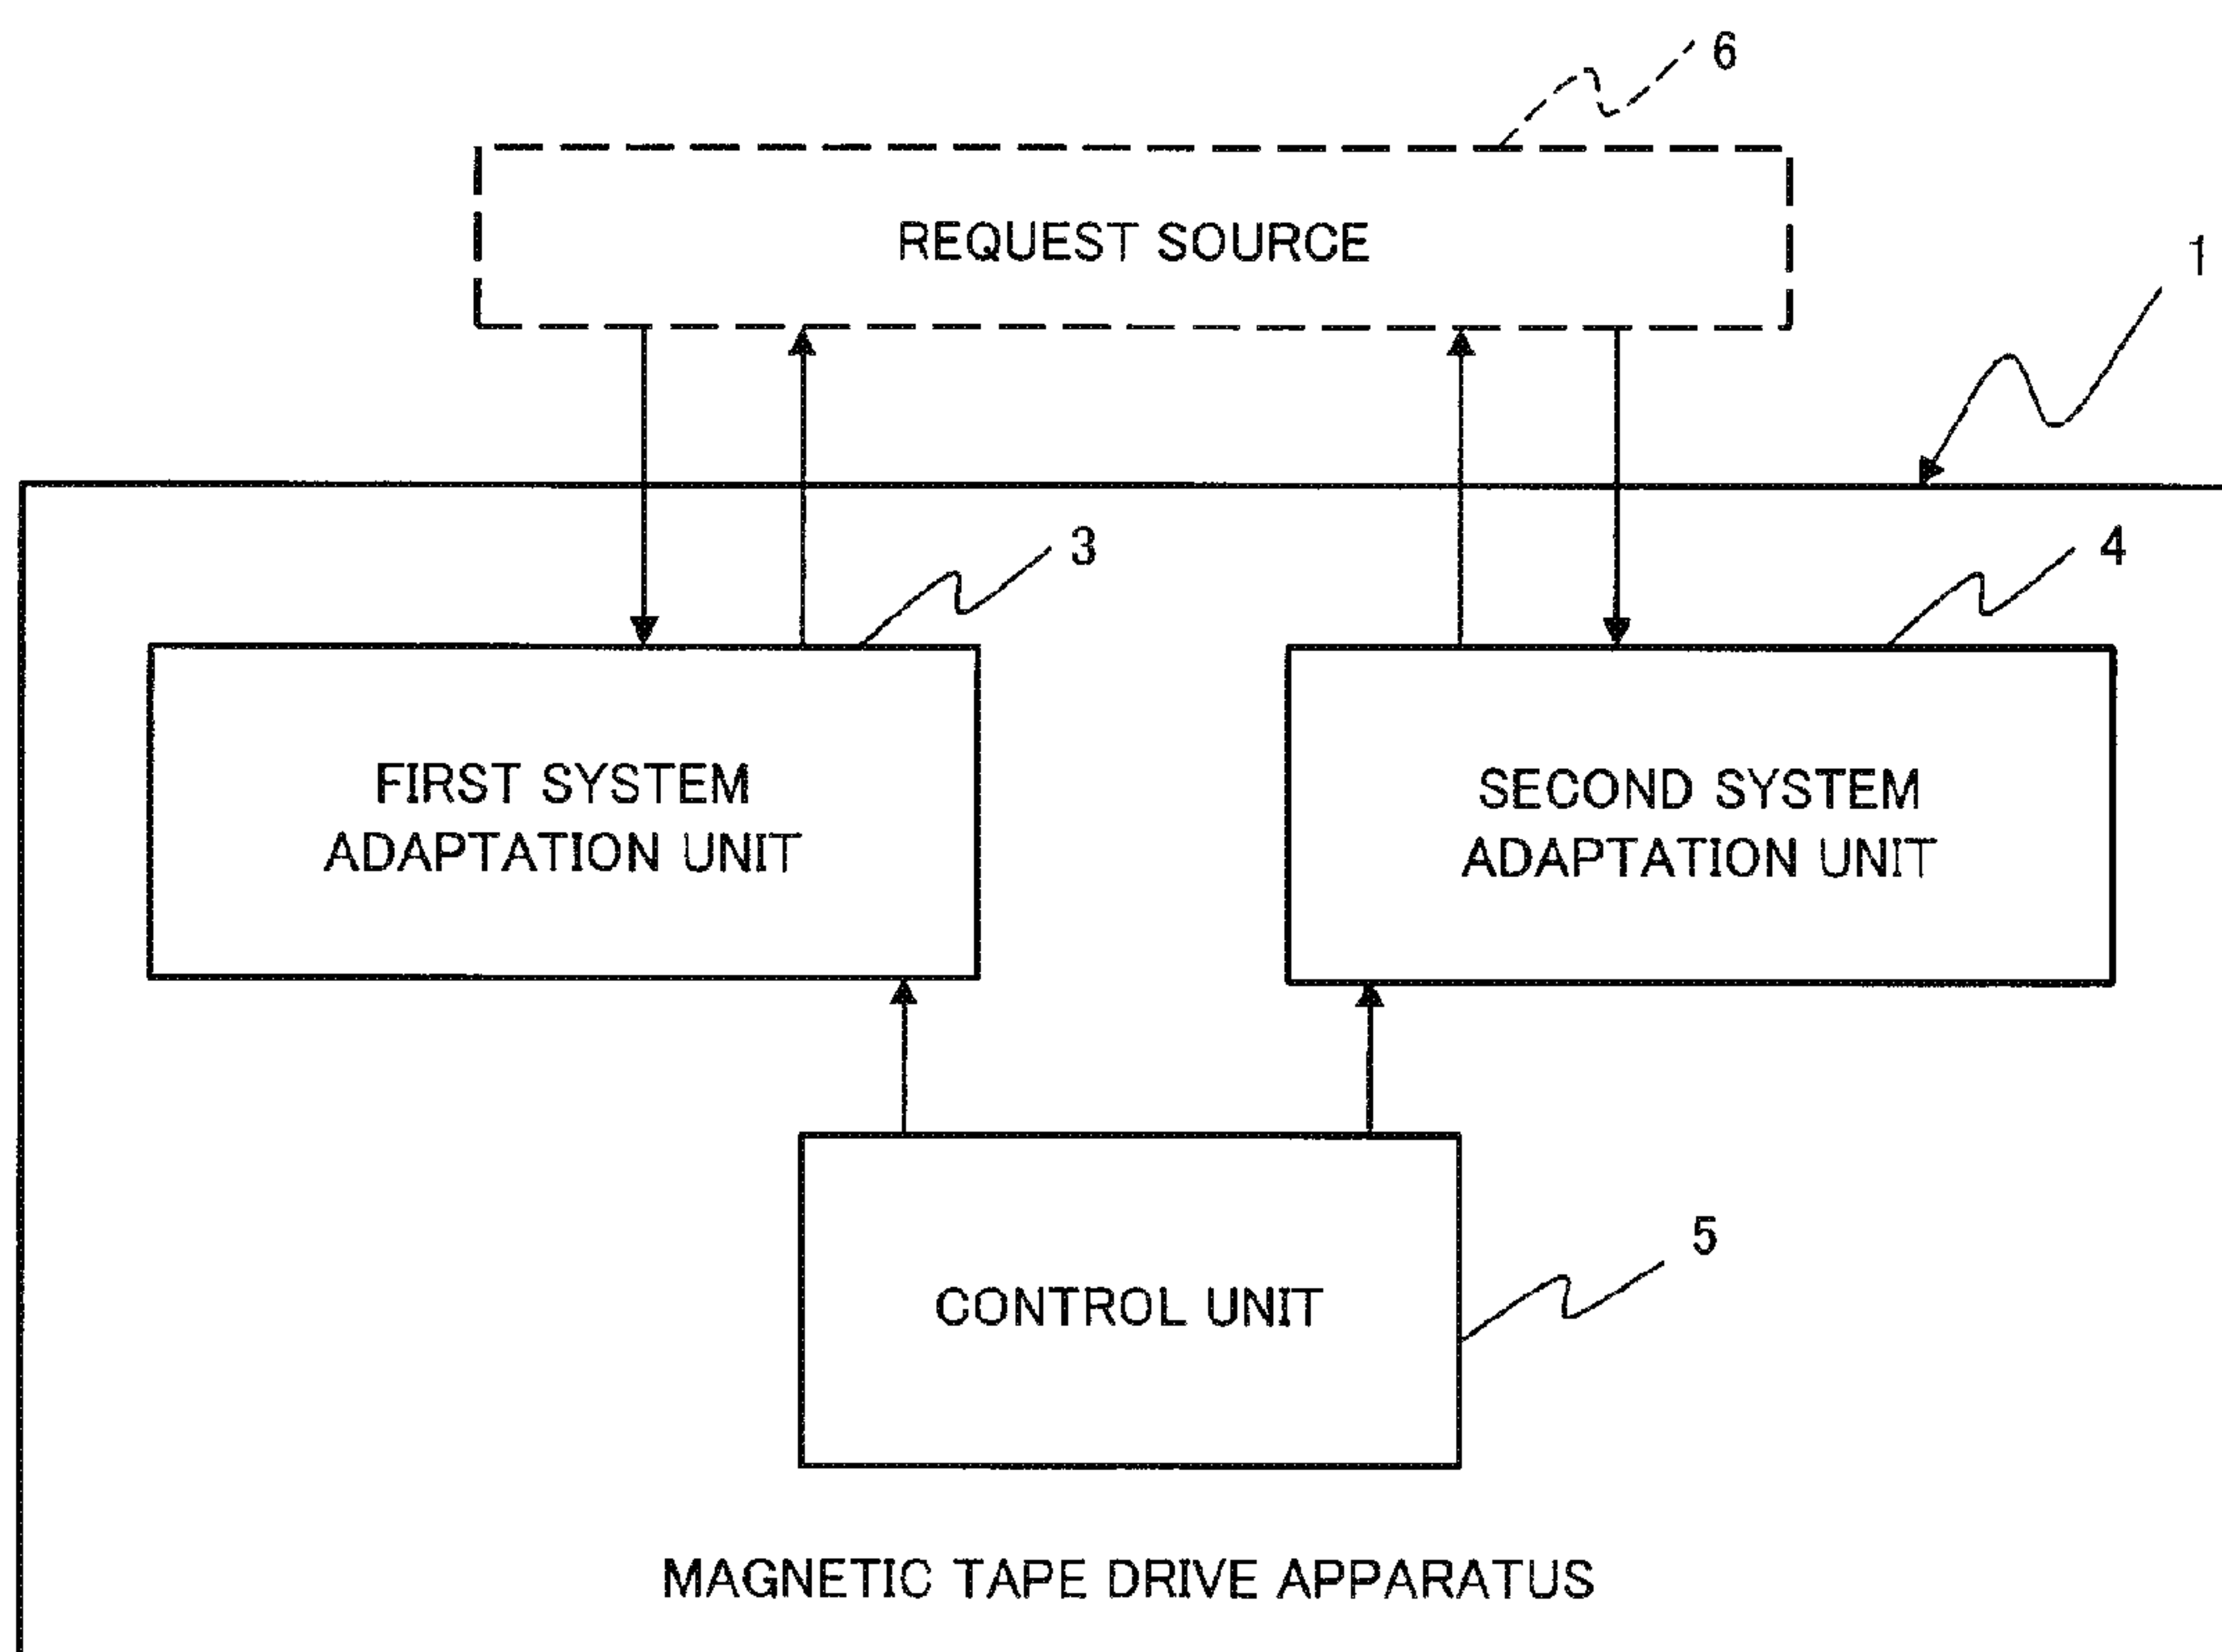 6
REQUEST SOURCE
1
3
4
FIRST SYSTEM
ADAPTATION UNIT
SECOND SYSTEM
ADAPTATION UNIT
5
CONTROL UNIT
MAGNETIC TAPE DRIVE APPARATUS